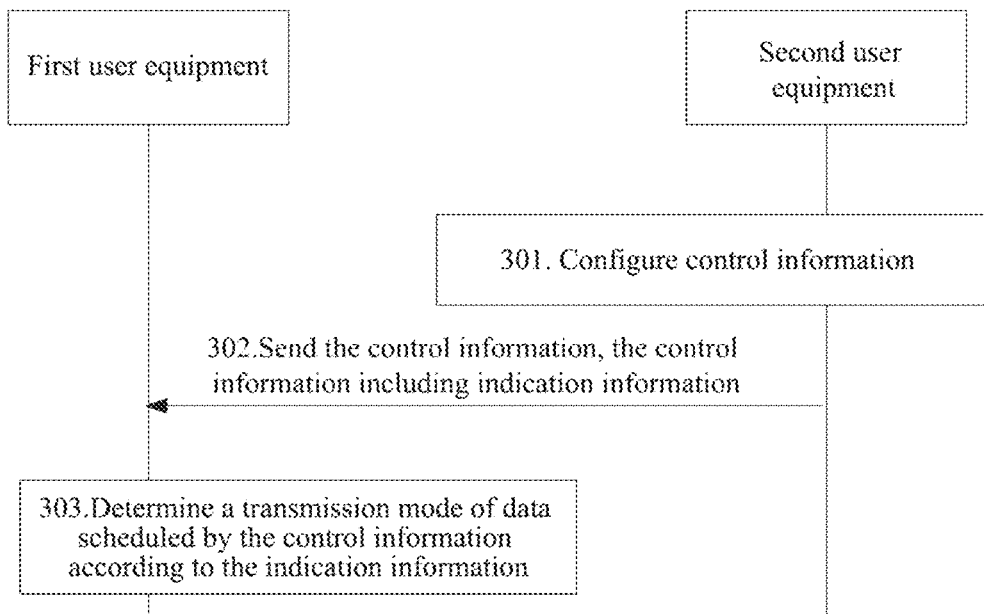 First user equipment
Second user
equipment
301. Configure control information
302.Send the control information, the control
information including indication information
303.Determine a transmission mode of data
scheduled by the control information
according to the indication information